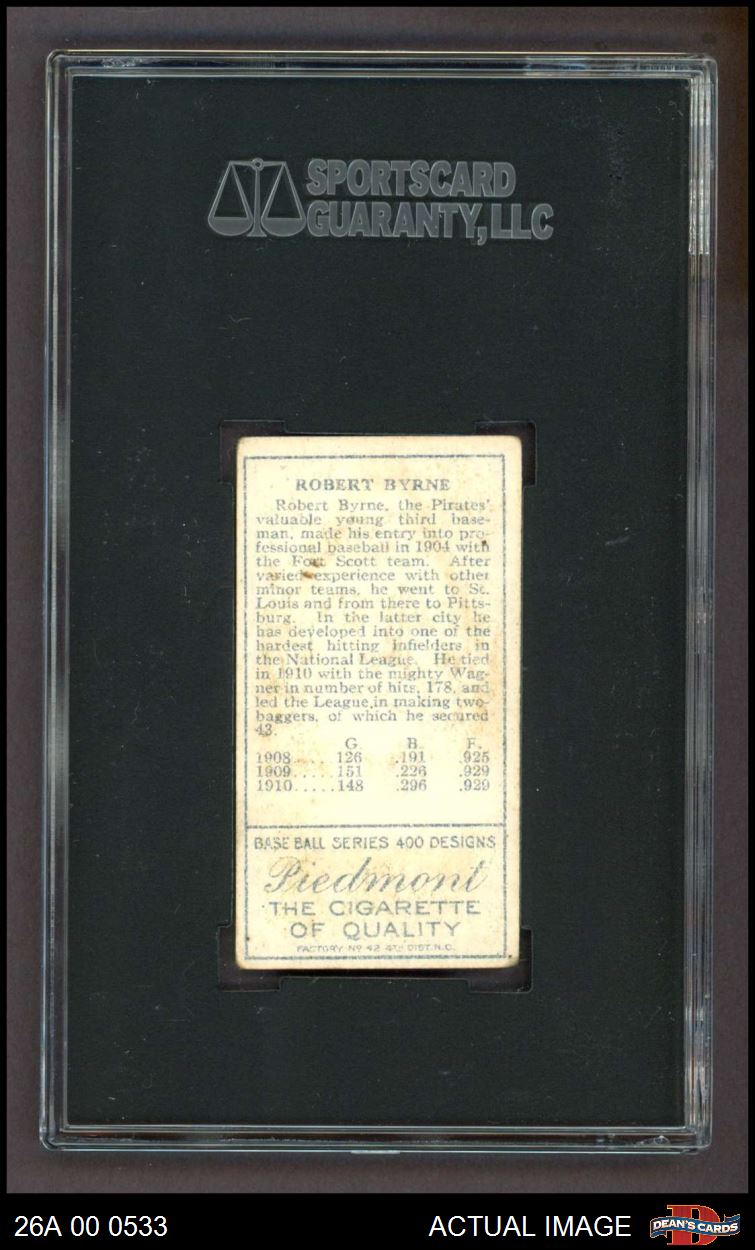 SPORTSCARD
GUARANTY, LLC
ROBERT BYRNE
Robert Byrne, the Pirates'
valuable young third base-
man, made his entry into pro-
fessional baseball in 1904 with
the Fort Scott team. After
varied experience with other
minor teams, he went to St.
Louis and from there to Pitts-
burg. In the latter city he
has developed into one of the
hardest hitting infielders in
the National League. He tied
in 1910 with the mighty Wag-
ner in number of hits, 178, and
led the League in making two-
baggers, of which he secured
43.
G. B. F.
1908..... 126 .191 .925
1909..... 151 .226 .929
1910..... 148 .296 .929
BASE BALL SERIES 400 DESIGNS
Piedmont
THE CIGARETTE
OF QUALITY
FACTORY Nº 42 4TH DIST. N.C.
26A 00 0533
ACTUAL IMAGE
DEAN'S CARDS